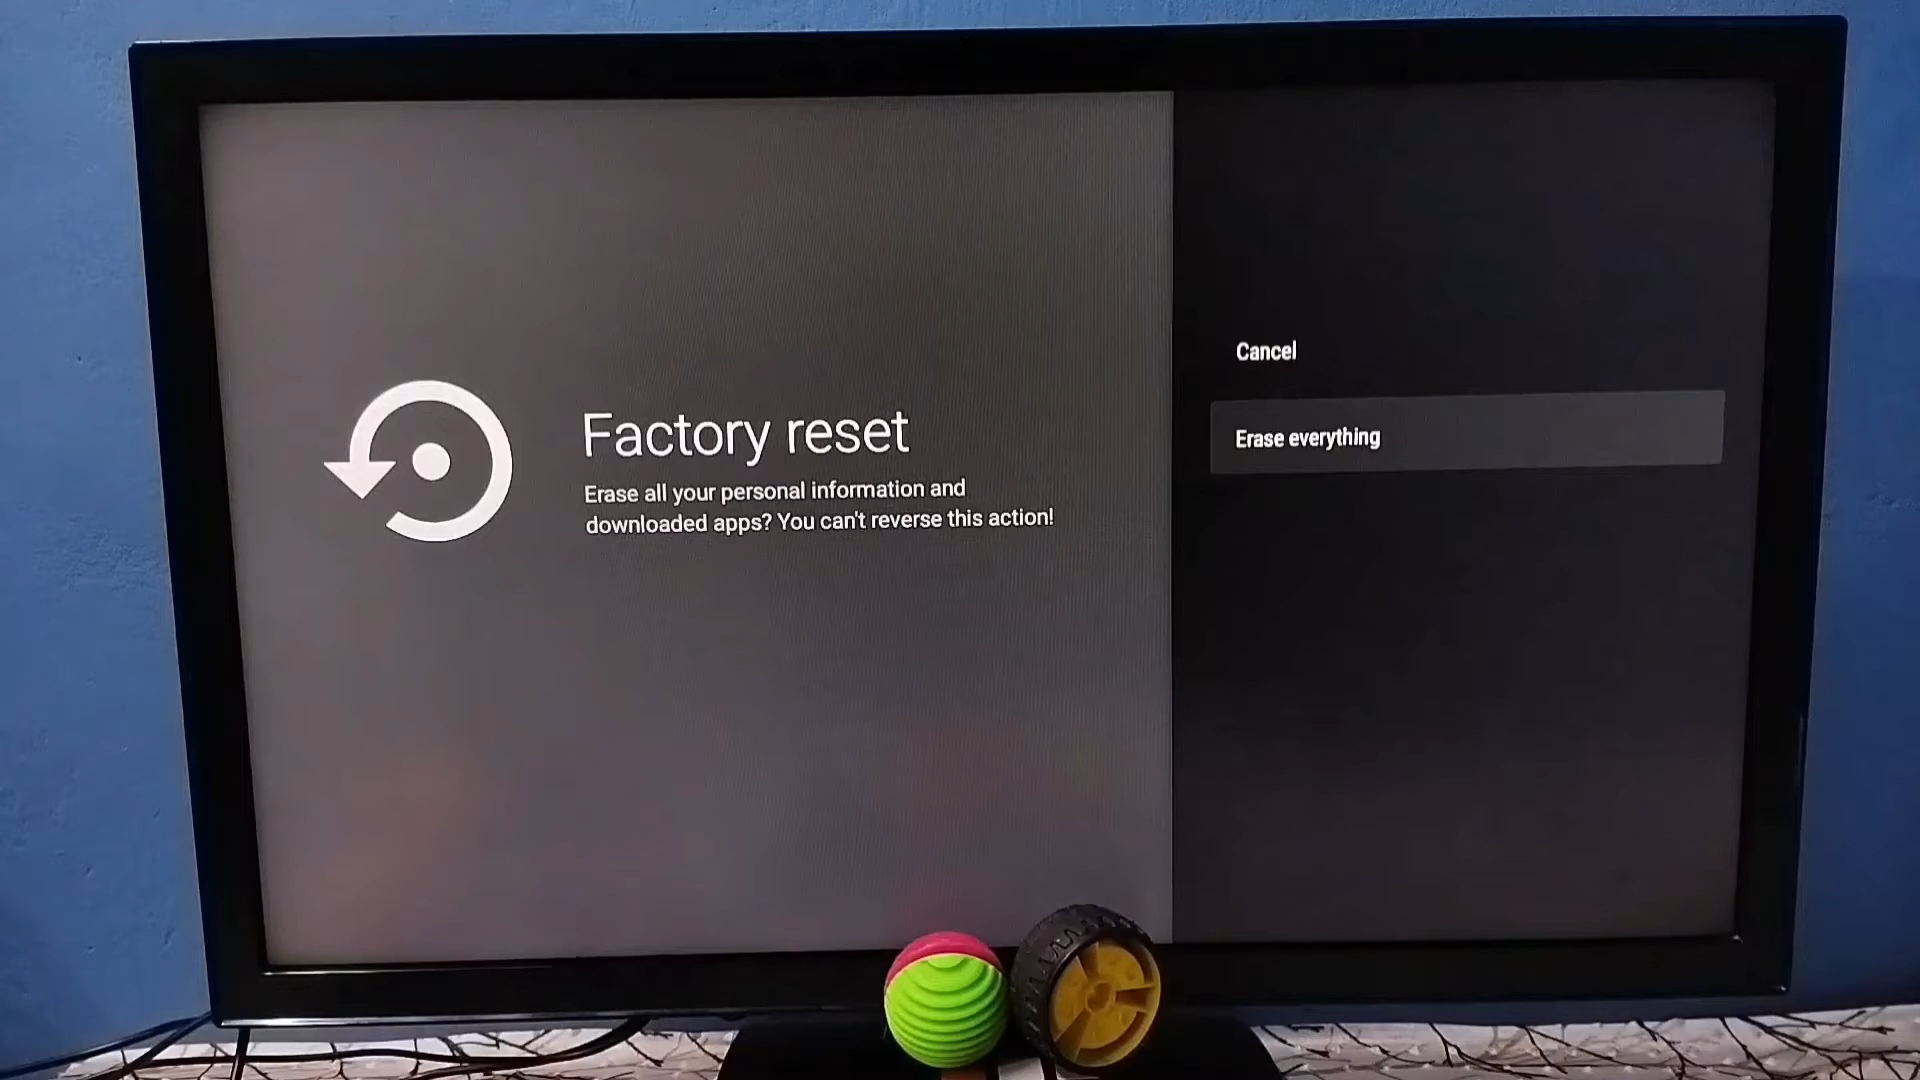 Factory reset
Erase all your personal information and
downloaded apps? You can't reverse this action!
Cancel
Erase everything